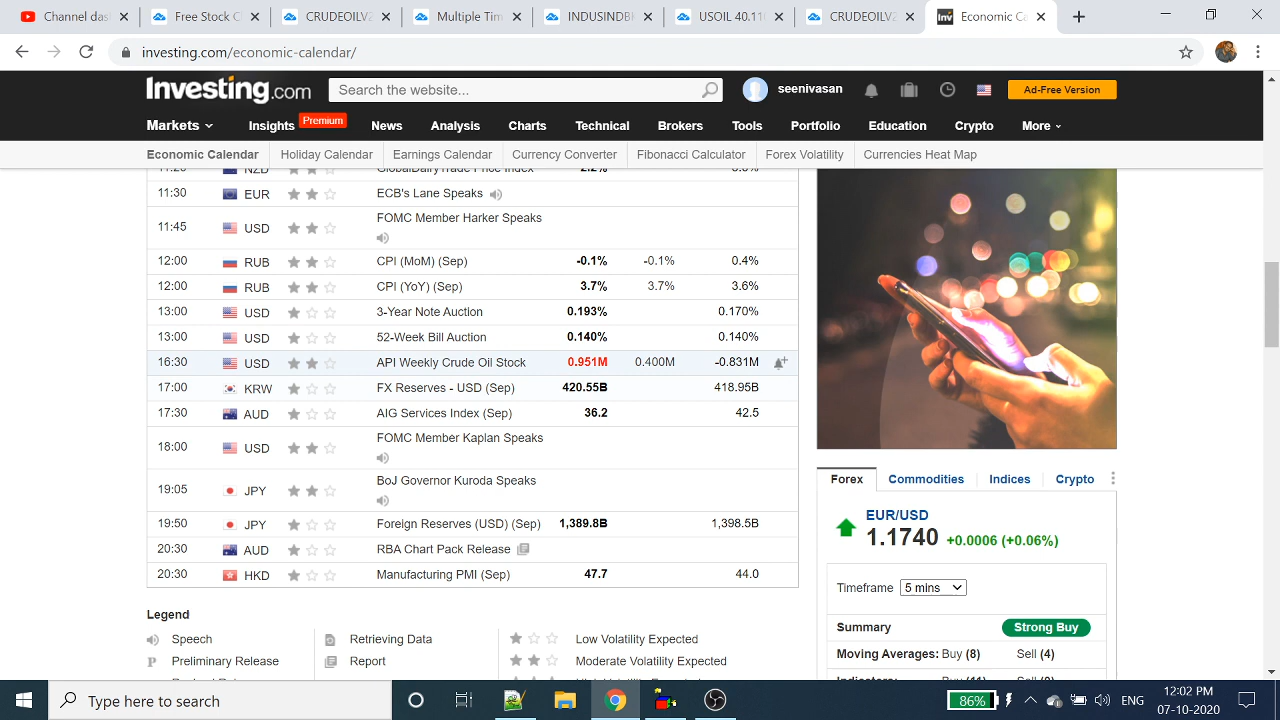 Channel das
Free Stock C
CRUDEOILV2
Multiple Tim
INDUSINDB
USOIL 40.11
CRUDEOILV2
Inv Economic Ca
investing.com/economic-calendar/
Investing.com
Search the website...
seenivasan
Ad-Free Version
Markets
Insights
Premium
News
Analysis
Charts
Technical
Brokers
Tools
Portfolio
Education
Crypto
More
Economic Calendar
Holiday Calendar
Earnings Calendar
Currency Converter
Fibonacci Calculator
Forex Volatility
Currencies Heat Map
NZD GlobalDairyTrade Price Index
11:30 EUR ECB's Lane Speaks
11:45 USD FOMC Member Harker Speaks
12:00 RUB CPI (MoM) (Sep) -0.1% -0.1% 0.4%
12:00 RUB CPI (YoY) (Sep) 3.7% 3.7% 3.6%
13:00 USD 3-Year Note Auction 0.193% 0.170%
13:00 USD 52-Week Bill Auction 0.140% 0.140%
16:30 USD API Weekly Crude Oil Stock 0.951M 0.400M -0.831M
17:00 KRW FX Reserves - USD (Sep) 420.55B 418.95B
17:30 AUD AIG Services Index (Sep) 36.2 42.5
18:00 USD FOMC Member Kaplan Speaks
19:05 JPY BoJ Governor Kuroda Speaks
19:50 JPY Foreign Reserves (USD) (Sep) 1,389.8B 1,398.5B
20:30 AUD RBA Chart Pack Release
20:30 HKD Manufacturing PMI (Sep) 47.7 44.0
Legend
Speech
Retrieving Data
Low Volatility Expected
P Preliminary Release
Report
Moderate Volatility Expected
Forex
Commodities
Indices
Crypto
EUR/USD
1.1740 +0.0006 (+0.06%)
Timeframe 5 mins
Summary Strong Buy
Moving Averages: Buy (8) Sell (4)
Type here to search
86%
ENG
12:02 PM
07-10-2020